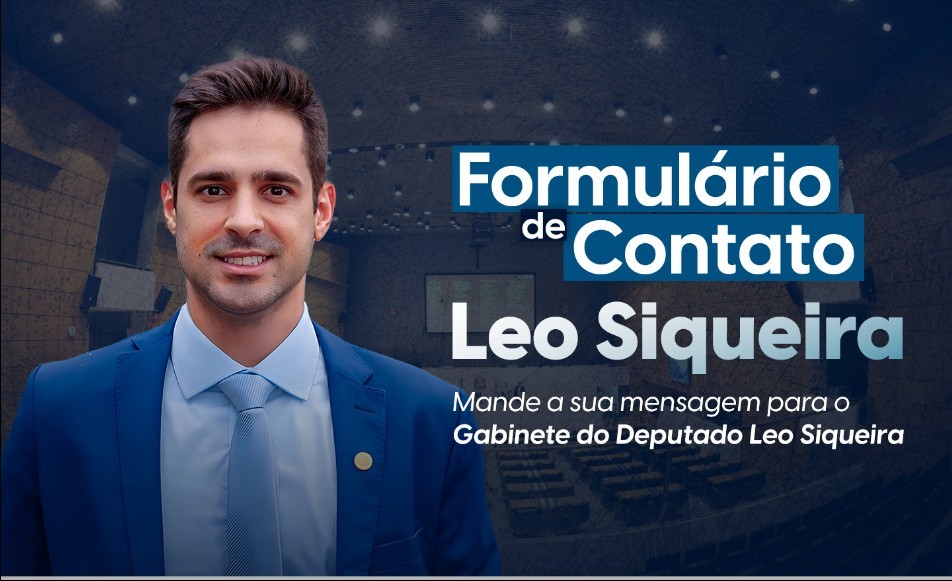 Formulário
de
Contato
Leo Siqueira
Mande a sua mensagem para o
Gabinete do Deputado Leo Siqueira